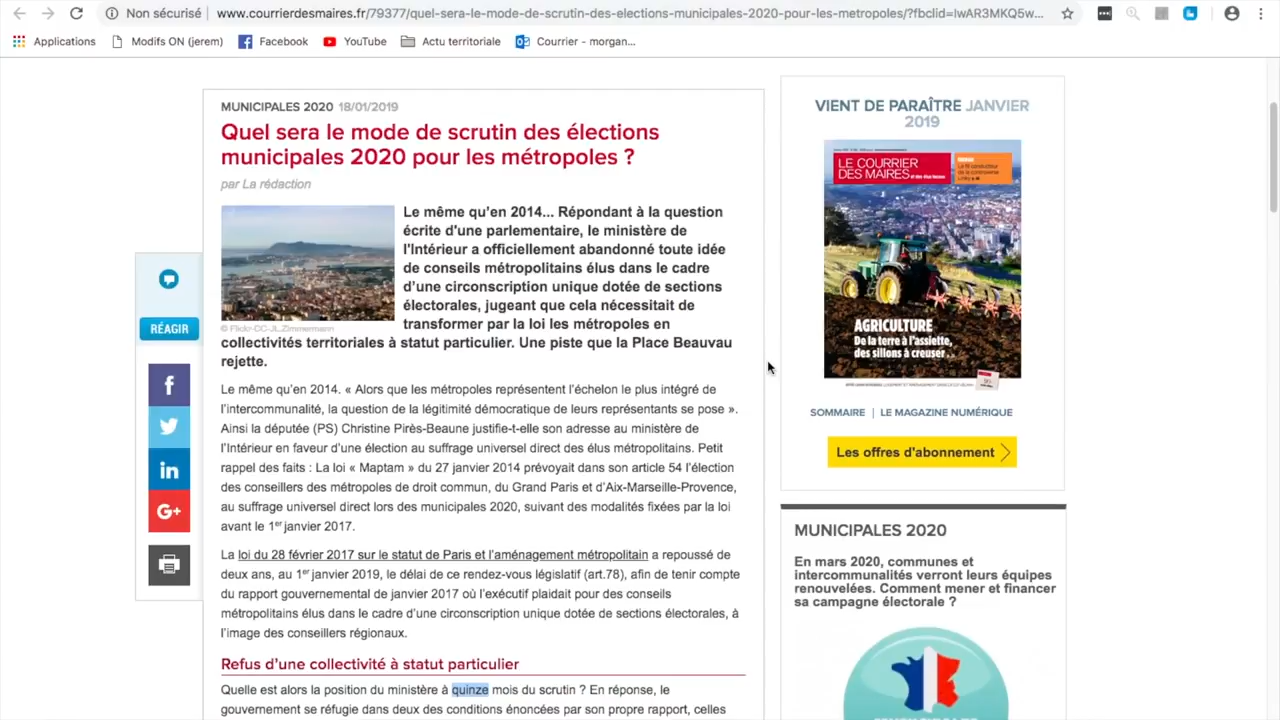 Non sécurisé | www.courrierdesmaires.fr/79377/quel-sera-le-mode-de-scrutin-des-elections-municipales-2020-pour-les-metropoles/?fbclid=IwAR3MKQ5w...
Applications Modifs ON (jerem) Facebook YouTube Actu territoriale Courrier - morgan...
MUNICIPALES 2020 18/01/2019
Quel sera le mode de scrutin des élections
municipales 2020 pour les métropoles ?
par La rédaction
Le même qu'en 2014... Répondant à la question
écrite d'une parlementaire, le ministère de
l'Intérieur a officiellement abandonné toute idée
de conseils métropolitains élus dans le cadre
d'une circonscription unique dotée de sections
électorales, jugeant que cela nécessitait de
transformer par la loi les métropoles en
© Flickr-DC-JL.Zimmermann
collectivités territoriales à statut particulier. Une piste que la Place Beauvau
rejette.
Le même qu'en 2014. « Alors que les métropoles représentent l'échelon le plus intégré de
l'intercommunalité, la question de la légitimité démocratique de leurs représentants se pose ».
Ainsi la députée (PS) Christine Pirès-Beaune justifie-t-elle son adresse au ministère de
l'Intérieur en faveur d'une élection au suffrage universel direct des élus métropolitains. Petit
rappel des faits : La loi « Maptam » du 27 janvier 2014 prévoyait dans son article 54 l'élection
des conseillers des métropoles de droit commun, du Grand Paris et d'Aix-Marseille-Provence,
au suffrage universel direct lors des municipales 2020, suivant des modalités fixées par la loi
avant le 1er janvier 2017.
La loi du 28 février 2017 sur le statut de Paris et l'aménagement métropolitain a repoussé de
deux ans, au 1er janvier 2019, le délai de ce rendez-vous législatif (art.78), afin de tenir compte
du rapport gouvernemental de janvier 2017 où l'exécutif plaidait pour des conseils
métropolitains élus dans le cadre d'une circonscription unique dotée de sections électorales, à
l'image des conseillers régionaux.
Refus d'une collectivité à statut particulier
Quelle est alors la position du ministère à quinze mois du scrutin ? En réponse, le
gouvernement se réfugie dans deux des conditions énoncées par son propre rapport, celles
RÉAGIR
f
in
G+
VIENT DE PARAÎTRE JANVIER
2019
LE COURRIER
DES MAIRES
AGRICULTURE
De la terre à l'assiette,
des sillons à creuser...
SOMMAIRE | LE MAGAZINE NUMÉRIQUE
Les offres d'abonnement
MUNICIPALES 2020
En mars 2020, communes et
intercommunalités verront leurs équipes
renouvelées. Comment mener et financer
sa campagne électorale ?